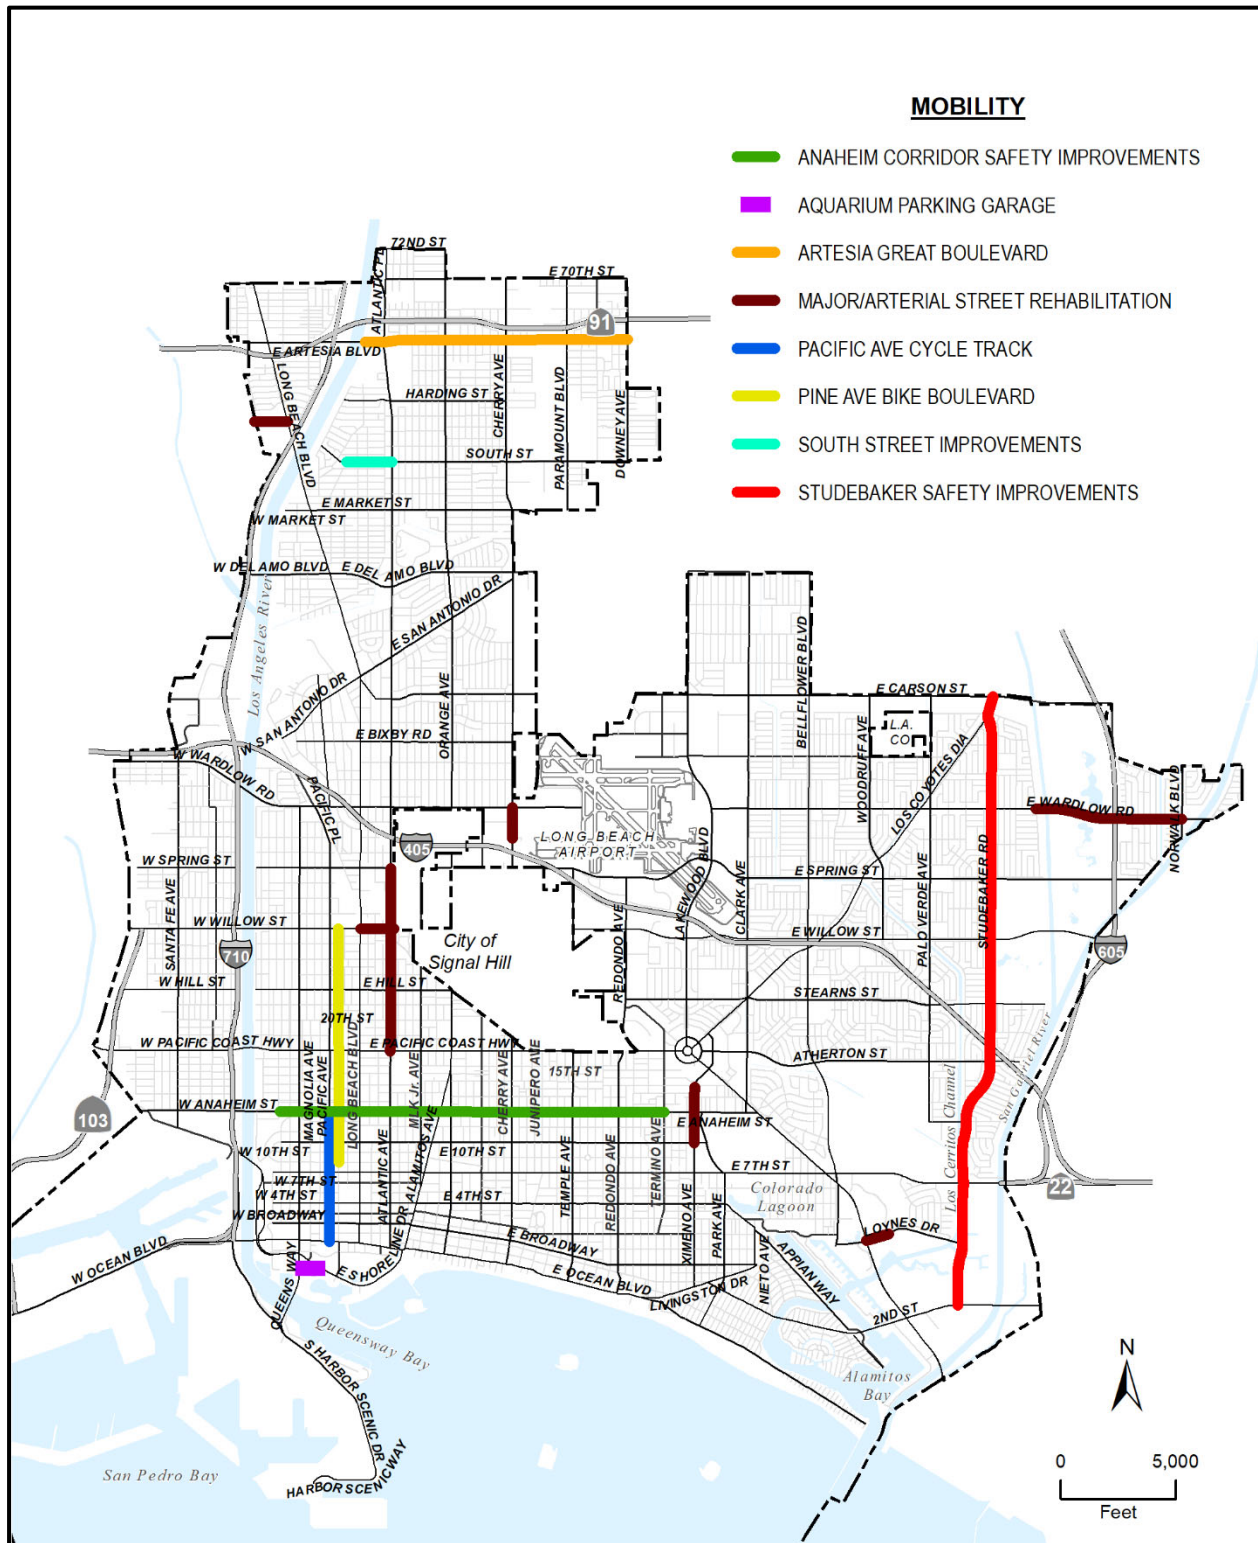 MOBILITY
ANAHEIM CORRIDOR SAFETY IMPROVEMENTS
AQUARIUM PARKING GARAGE
ARTESIA GREAT BOULEVARD
MAJOR/ARTERIAL STREET REHABILITATION
PACIFIC AVE CYCLE TRACK
PINE AVE BIKE BOULEVARD
SOUTH STREET IMPROVEMENTS
STUDEBAKER SAFETY IMPROVEMENTS
72ND ST
ATLANTIC PL
E 70TH ST
91
E ARTESIA BLVD
LONG BEACH BLVD
HARDING ST
CHERRY AVE
PARAMOUNT BLVD
DOWNEY AVE
SOUTH ST
E MARKET ST
W MARKET ST
W DEL AMO BLVD
E DEL AMO BLVD
Los Angeles River
E SAN ANTONIO DR
W SAN ANTONIO DR
ORANGE AVE
BELLFLOWER BLVD
E CARSON ST
L.A.
CO
WOODRUFF AVE
LOS COYOTES DIA
E BIXBY RD
W WARDLOW RD
PACIFIC PL
E WARDLOW RD
NORWALK BLVD
LONG BEACH
AIRPORT
405
LAKEWOOD BLVD
W SPRING ST
E SPRING ST
SANTA FE AVE
CLARK AVE
PALO VERDE AVE
STUDEBAKER RD
W WILLOW ST
E WILLOW ST
City of
Signal Hill
REDONDO AVE
710
605
W HILL ST
E HILL ST
STEARNS ST
20TH ST
W PACIFIC COAST HWY
E PACIFIC COAST HWY
ATHERTON ST
MAGNOLIA AVE
PACIFIC AVE
LONG BEACH BLVD
MLK Jr. AVE
CHERRY AVE
JUNIPERO AVE
15TH ST
San Gabriel River
103
W ANAHEIM ST
E ANAHEIM ST
Los Cerritos Channel
W 10TH ST
E 10TH ST
ATLANTIC AVE
ALAMITOS AVE
TEMPLE AVE
REDONDO AVE
TERMINO AVE
E 7TH ST
W 7TH ST
W 4TH ST
E 4TH ST
22
Colorado
Lagoon
W BROADWAY
E BROADWAY
XIMENO AVE
PARK AVE
NIETO AVE
APPIAN WAY
LOYNES DR
W OCEAN BLVD
QUEENS WAY
E SHORELINE DR
E OCEAN BLVD
LIVINGSTON DR
2ND ST
Queensway Bay
S HARBOR SCENIC DR
Alamitos
Bay
San Pedro Bay
HARBOR SCENIC WAY
N
0
5,000
Feet